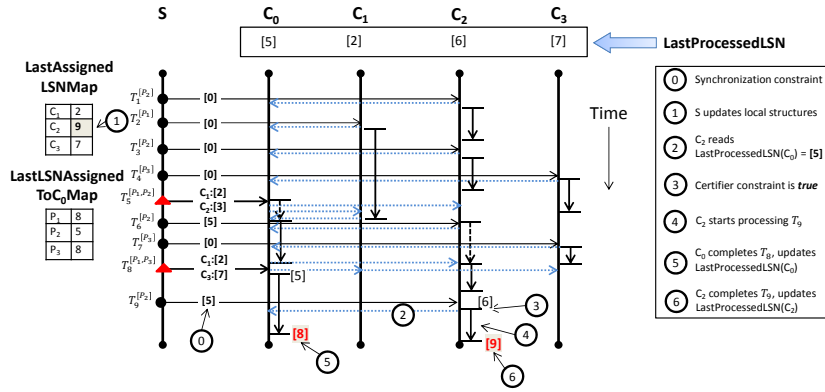 S C0 C1 C2 C3
[5] [2] [6] [7]
LastProcessedLSN
LastAssigned
LSNMap
C1 2
C2 9
C3 7
1
LastLSNAssigned
ToC0Map
P1 8
P2 5
P3 8
T1[P2] [0]
T2[P1] [0]
T3[P2] [0]
T4[P3] [0]
T5[P1,P2] C1:[2]
C2:[3]
T6[P2] [5]
T7[P3] [0]
T8[P1,P3] C1:[2]
C3:[7]
[5]
T9[P2] [5]
[6]
0
2
3
4
[8]
5
[9]
6
Time
0 Synchronization constraint
1 S updates local structures
2 C2 reads
LastProcessedLSN(C0) = [5]
3 Certifier constraint is true
4 C2 starts processing T9
5 C0 completes T8, updates
LastProcessedLSN(C0)
6 C2 completes T9, updates
LastProcessedLSN(C2)